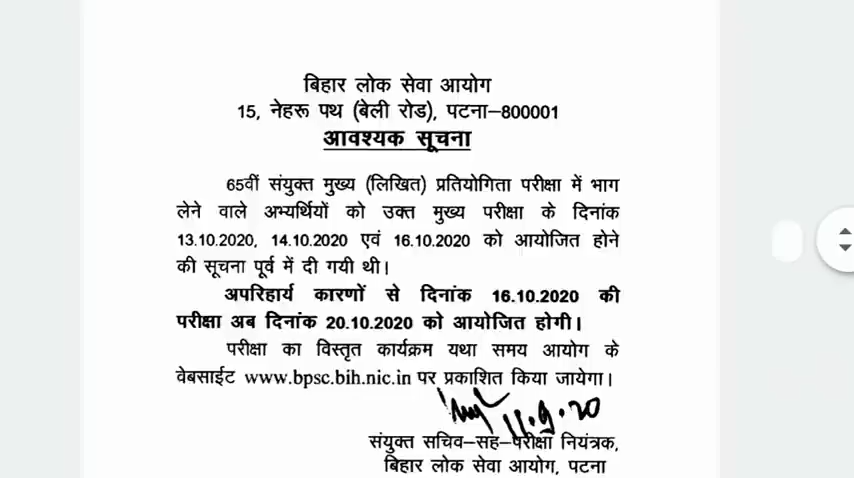 बिहार लोक सेवा आयोग
15, नेहरू पथ (बेली रोड), पटना–800001
आवश्यक सूचना
65वीं संयुक्त मुख्य (लिखित) प्रतियोगिता परीक्षा में भाग
लेने वाले अभ्यर्थियों को उक्त मुख्य परीक्षा के दिनांक
13.10.2020, 14.10.2020 एवं 16.10.2020 को आयोजित होने
की सूचना पूर्व में दी गयी थी।
अपरिहार्य कारणों से दिनांक 16.10.2020 की
परीक्षा अब दिनांक 20.10.2020 को आयोजित होगी।
परीक्षा का विस्तृत कार्यक्रम यथा समय आयोग के
वेबसाईट www.bpsc.bih.nic.in पर प्रकाशित किया जायेगा।
11.9.20
संयुक्त सचिव–सह–परीक्षा नियंत्रक,
बिहार लोक सेवा आयोग, पटना